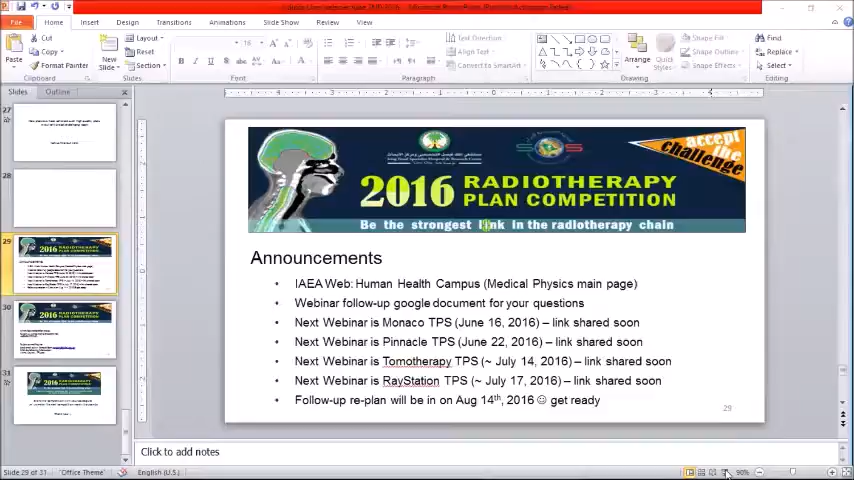 File
Home
Insert
Design
Transitions
Animations
Slide Show
Review
View
Paste
Cut
Copy
Format Painter
Clipboard
New
Slide
Layout
Reset
Section
Slides
16
Font
Text Direction
Align Text
Convert to SmartArt
Paragraph
Arrange
Quick
Styles
Shape Fill
Shape Outline
Shape Effects
Drawing
Find
Replace
Select
Editing
Slides
Outline
27
28
29
30
31
accept
the
challenge
2016 RADIOTHERAPY
PLAN COMPETITION
Be the strongest link in the radiotherapy chain
Announcements
• IAEA Web: Human Health Campus (Medical Physics main page)
• Webinar follow-up google document for your questions
• Next Webinar is Monaco TPS (June 16, 2016) – link shared soon
• Next Webinar is Pinnacle TPS (June 22, 2016) – link shared soon
• Next Webinar is Tomotherapy TPS (~ July 14, 2016) – link shared soon
• Next Webinar is RayStation TPS (~ July 17, 2016) – link shared soon
• Follow-up re-plan will be in on Aug 14th, 2016 ☺ get ready
29
Click to add notes
Slide 29 of 31
"Office Theme"
English (U.S.)
90%